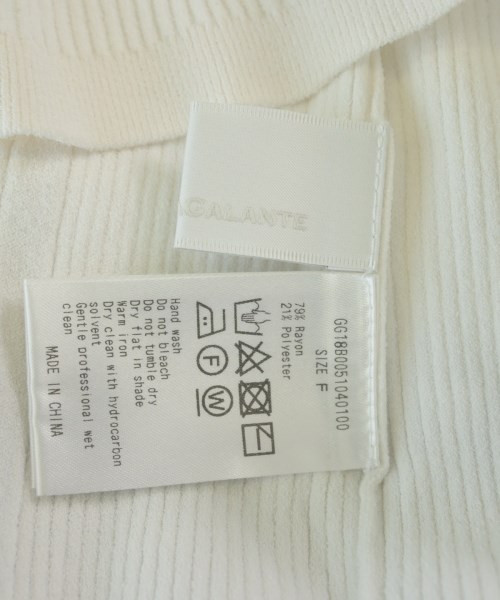 GALANTE
GG18B0051040100
SIZE F
79% Rayon
21% Polyester
Hand wash
Do not bleach
Do not tumble dry
Dry flat in shade
Warm iron
Dry clean with hydrocarbon
solvent
Gentle professional wet
clean
MADE IN CHINA
F
W